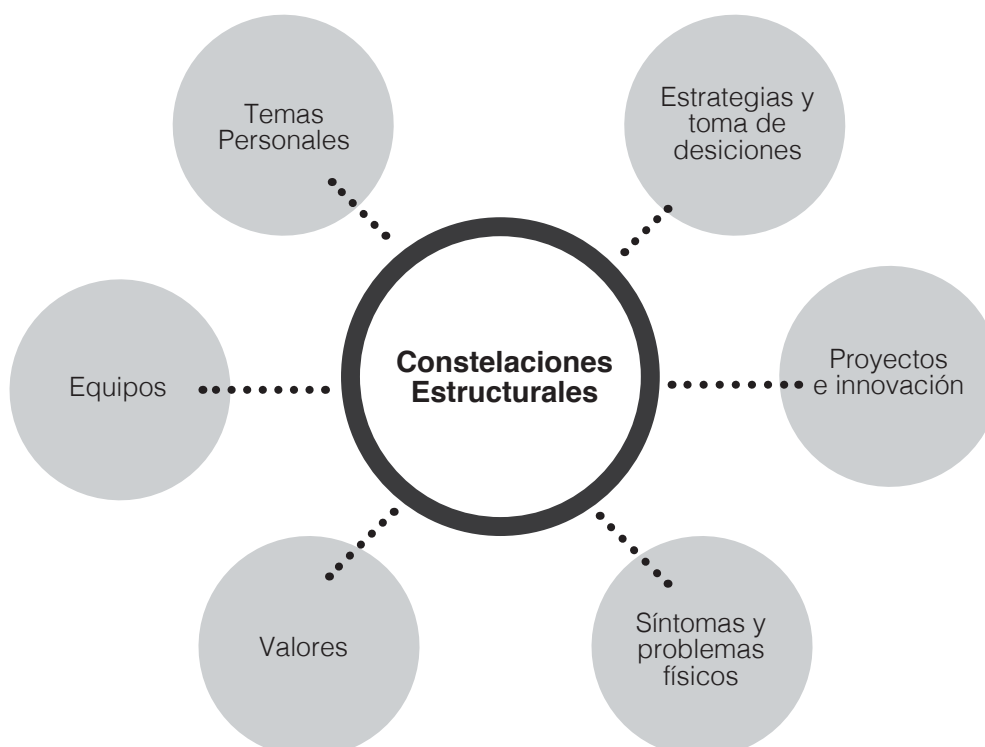 Temas
Personales
Estrategias y
toma de
desiciones
Equipos
Constelaciones
Estructurales
Proyectos
e innovación
Valores
Síntomas y
problemas
físicos